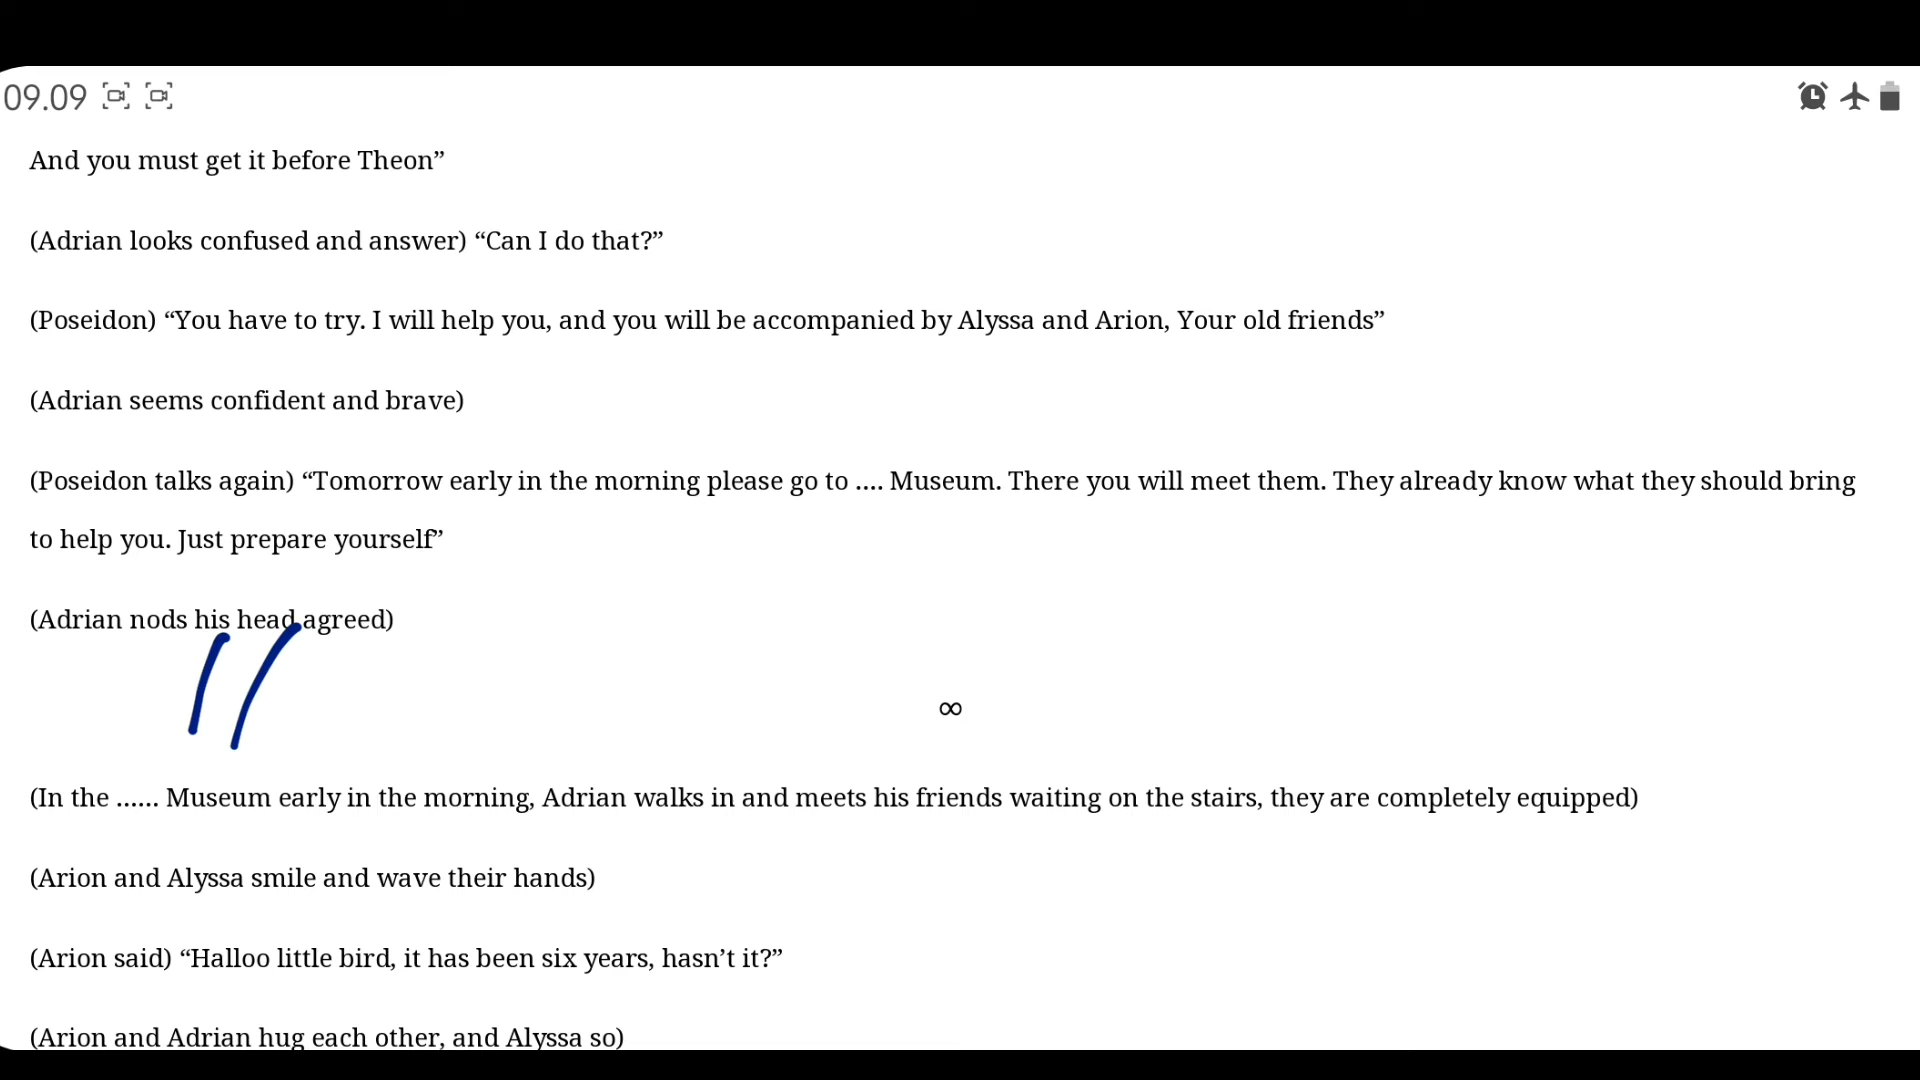 09.09
And you must get it before Theon”
(Adrian looks confused and answer) “Can I do that?”
(Poseidon) “You have to try. I will help you, and you will be accompanied by Alyssa and Arion, Your old friends”
(Adrian seems confident and brave)
(Poseidon talks again) “Tomorrow early in the morning please go to .... Museum. There you will meet them. They already know what they should bring
to help you. Just prepare yourself”
(Adrian nods his head agreed)
∞
(In the ...... Museum early in the morning, Adrian walks in and meets his friends waiting on the stairs, they are completely equipped)
(Arion and Alyssa smile and wave their hands)
(Arion said) “Halloo little bird, it has been six years, hasn’t it?”
(Arion and Adrian hug each other, and Alyssa so)